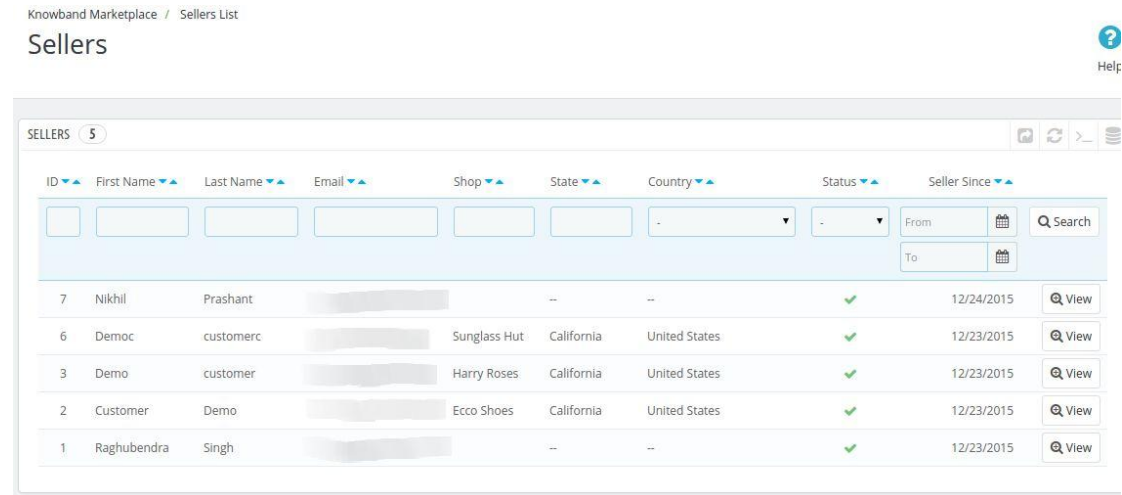 Knowband Marketplace / Sellers List
Sellers
Help
SELLERS 5
ID First Name Last Name Email Shop State Country Status Seller Since
- - From Search
To
7 Nikhil Prashant -- -- 12/24/2015 View
6 Democ customerc Sunglass Hut California United States 12/23/2015 View
3 Demo customer Harry Roses California United States 12/23/2015 View
2 Customer Demo Ecco Shoes California United States 12/23/2015 View
1 Raghubendra Singh -- -- 12/23/2015 View